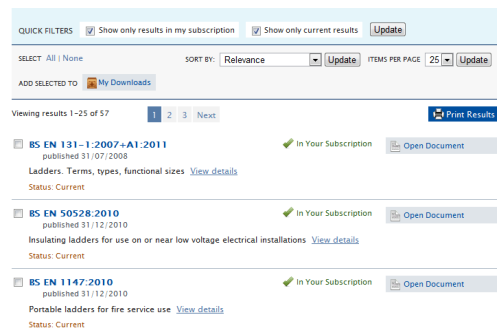 QUICK FILTERS Show only results in my subscription Show only current results Update
SELECT All | None SORT BY: Relevance Update ITEMS PER PAGE 25 Update
ADD SELECTED TO My Downloads
Viewing results 1-25 of 57 1 2 3 Next Print Results
BS EN 131-1:2007+A1:2011 In Your Subscription Open Document
published 31/07/2008
Ladders. Terms, types, functional sizes View details
Status: Current
BS EN 50528:2010 In Your Subscription Open Document
published 31/12/2010
Insulating ladders for use on or near low voltage electrical installations View details
Status: Current
BS EN 1147:2010 In Your Subscription Open Document
published 31/12/2010
Portable ladders for fire service use View details
Status: Current